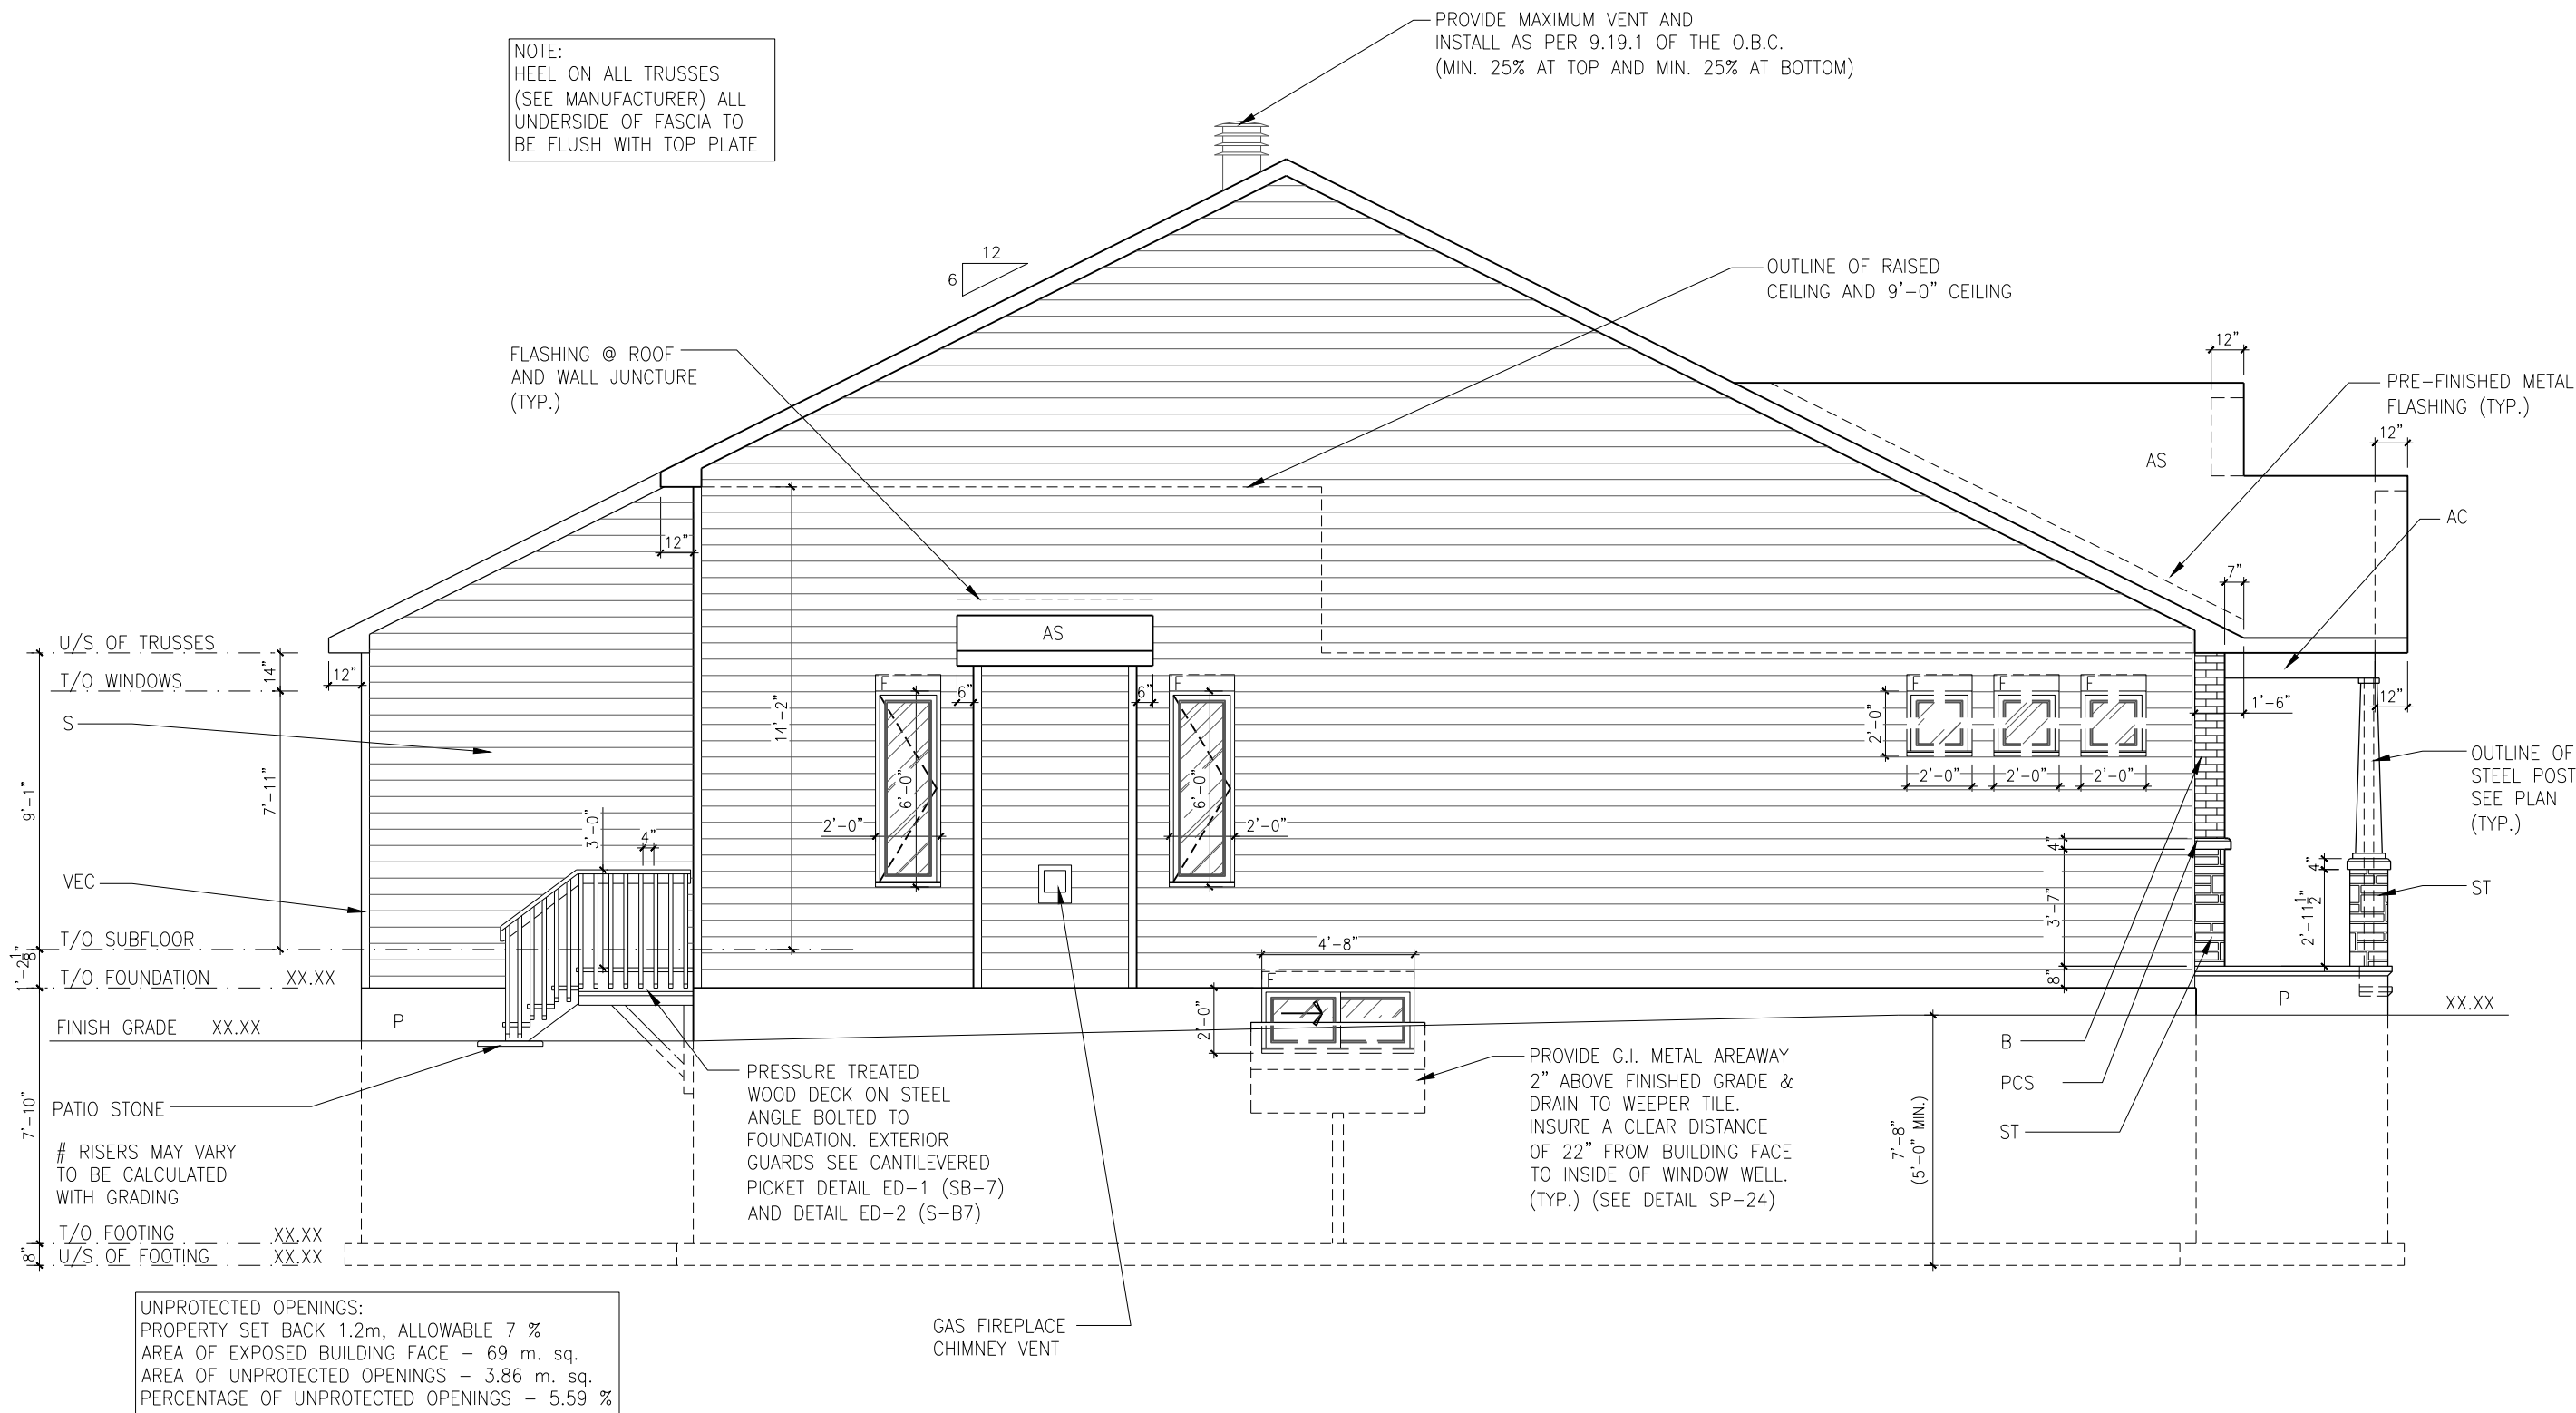 NOTE:
HEEL ON ALL TRUSSES
(SEE MANUFACTURER) ALL
UNDERSIDE OF FASCIA TO
BE FLUSH WITH TOP PLATE
PROVIDE MAXIMUM VENT AND
INSTALL AS PER 9.19.1 OF THE O.B.C.
(MIN. 25% AT TOP AND MIN. 25% AT BOTTOM)
12
6
OUTLINE OF RAISED
CEILING AND 9'-0" CEILING
FLASHING @ ROOF
AND WALL JUNCTURE
(TYP.)
12"
PRE-FINISHED METAL
FLASHING (TYP.)
12"
AS
AC
12"
7"
AS
U/S OF TRUSSES
14"
12"
T/O WINDOWS
S
9'-1"
7'-11"
14'-2"
F
6"
6"
F
6'-0"
6'-0"
2'-0"
2'-0"
F
F
F
2'-0"
2'-0"
2'-0"
2'-0"
1'-6"
12"
OUTLINE OF
STEEL POST
SEE PLAN
(TYP.)
3'-0"
4"
VEC
4"
3'-7"
8"
4"
2'-11 1/2"
ST
T/O SUBFLOOR
1'-2 1/8"
T/O FOUNDATION XX.XX
4'-8"
F
2'-0"
FINISH GRADE XX.XX
P
P
XX.XX
B
PCS
ST
PATIO STONE
# RISERS MAY VARY
TO BE CALCULATED
WITH GRADING
7'-10"
PRESSURE TREATED
WOOD DECK ON STEEL
ANGLE BOLTED TO
FOUNDATION. EXTERIOR
GUARDS SEE CANTILEVERED
PICKET DETAIL ED-1 (SB-7)
AND DETAIL ED-2 (S-B7)
PROVIDE G.I. METAL AREAWAY
2" ABOVE FINISHED GRADE &
DRAIN TO WEEPER TILE.
INSURE A CLEAR DISTANCE
OF 22" FROM BUILDING FACE
TO INSIDE OF WINDOW WELL.
(TYP.) (SEE DETAIL SP-24)
7'-8"
(5'-0" MIN.)
T/O FOOTING XX.XX
8"
U/S OF FOOTING XX.XX
GAS FIREPLACE
CHIMNEY VENT
UNPROTECTED OPENINGS:
PROPERTY SET BACK 1.2m, ALLOWABLE 7 %
AREA OF EXPOSED BUILDING FACE - 69 m. sq.
AREA OF UNPROTECTED OPENINGS - 3.86 m. sq.
PERCENTAGE OF UNPROTECTED OPENINGS - 5.59 %